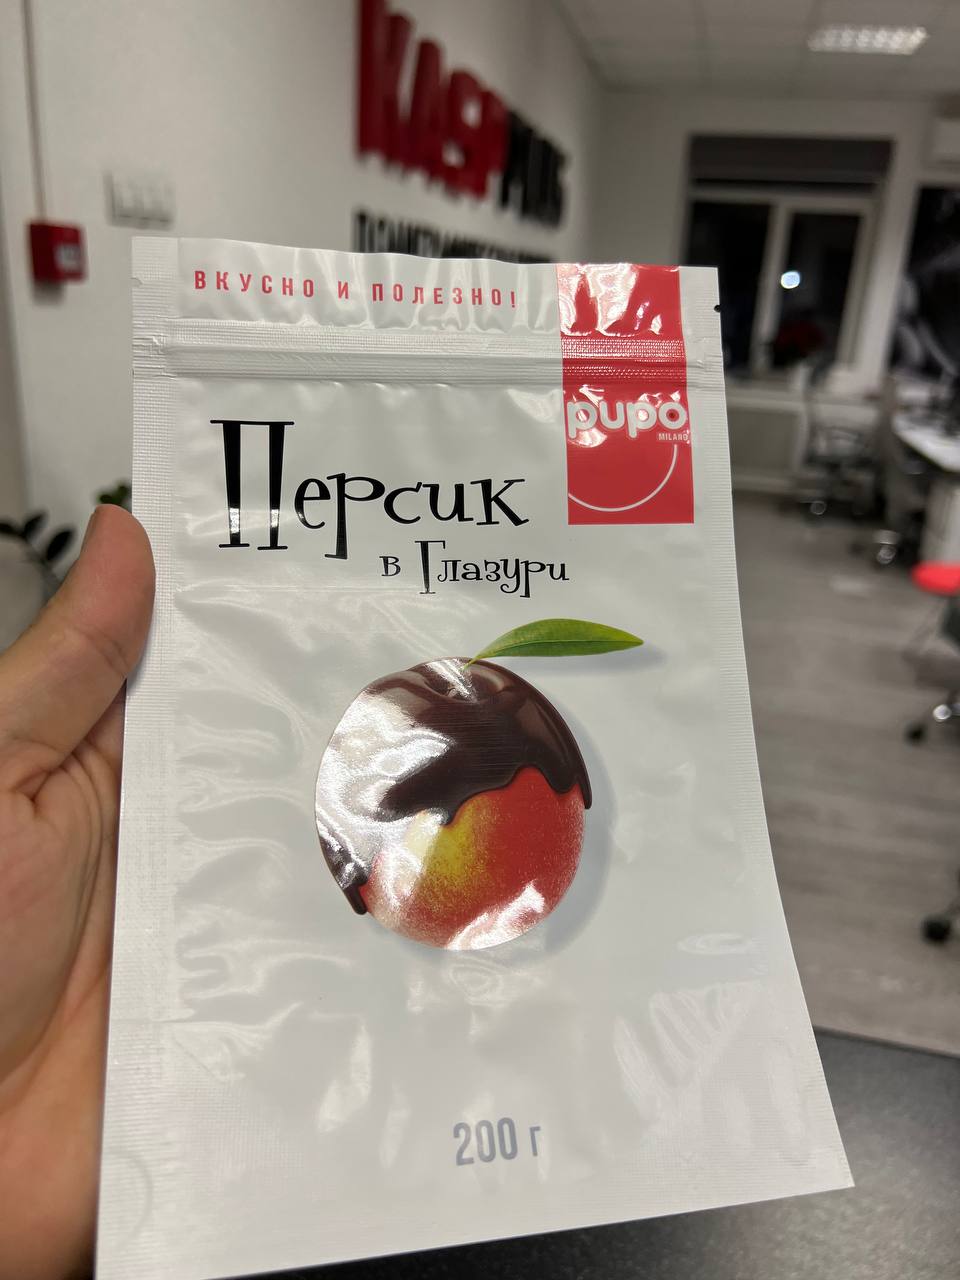 ВКУСНО И ПОЛЕЗНО!
pupo
MILANO
Персик
в Глазури
200 г